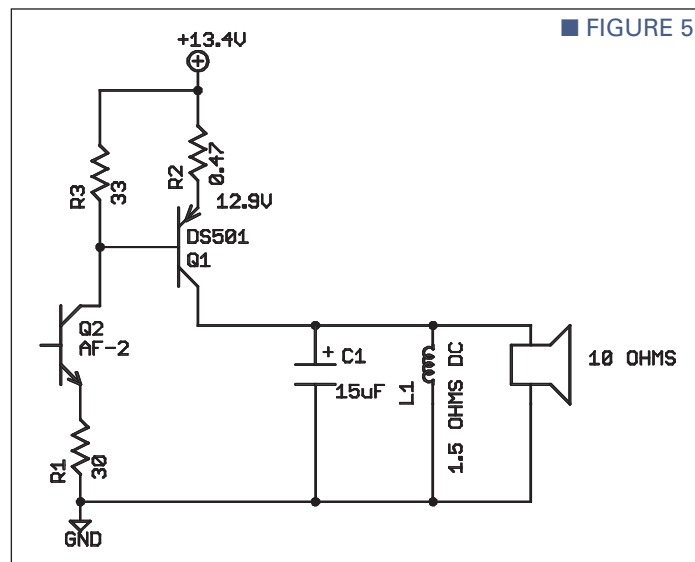 ■ FIGURE 5
+13.4V
R3
33
R2
0.47
12.9V
DS501
Q1
Q2
AF-2
+
C1
15uF
L1
1.5 OHMS DC
10 OHMS
R1
30
GND